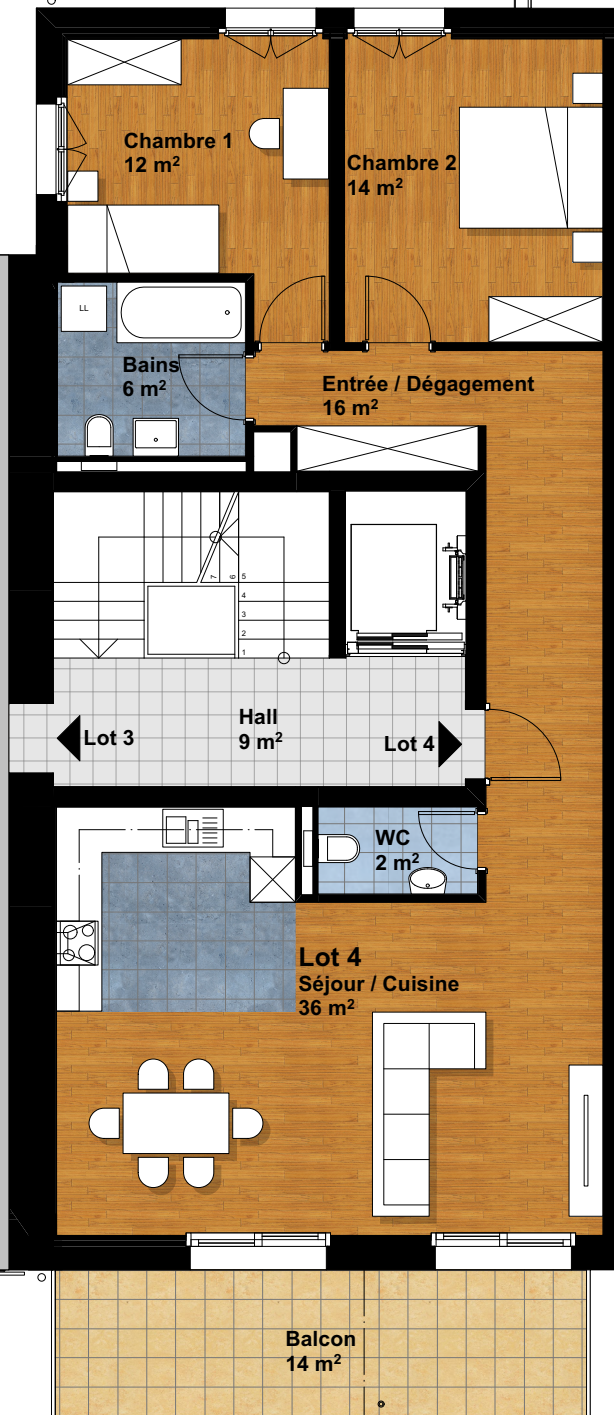 Chambre 1
12 m²
Chambre 2
14 m²
LL
Bains
6 m²
Entrée / Dégagement
16 m²
7
6
5
4
3
2
1
Hall
9 m²
Lot 3
Lot 4
WC
2 m²
Lot 4
Séjour / Cuisine
36 m²
Balcon
14 m²